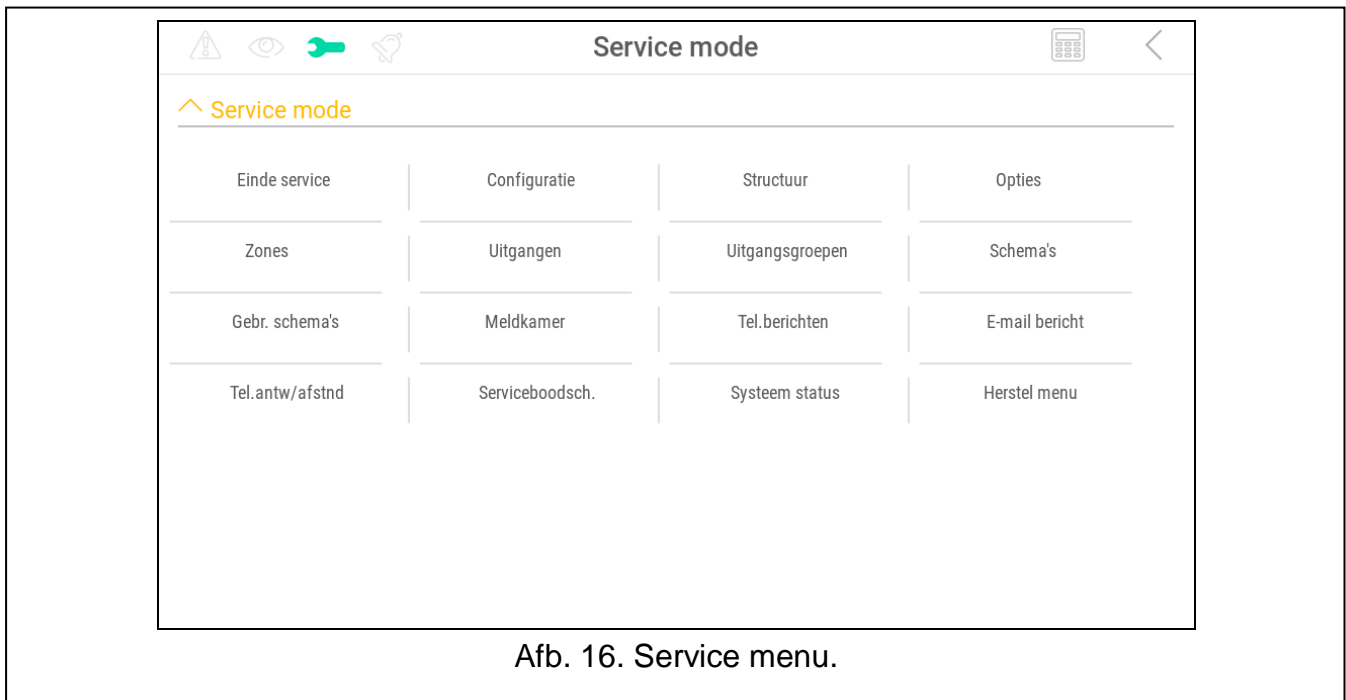 Service mode
Service mode
Einde service Configuratie Structuur Opties
Zones Uitgangen Uitgangsgroepen Schema's
Gebr. schema's Meldkamer Tel.berichten E-mail bericht
Tel.antw/afstnd Serviceboodsch. Systeem status Herstel menu
Afb. 16. Service menu.